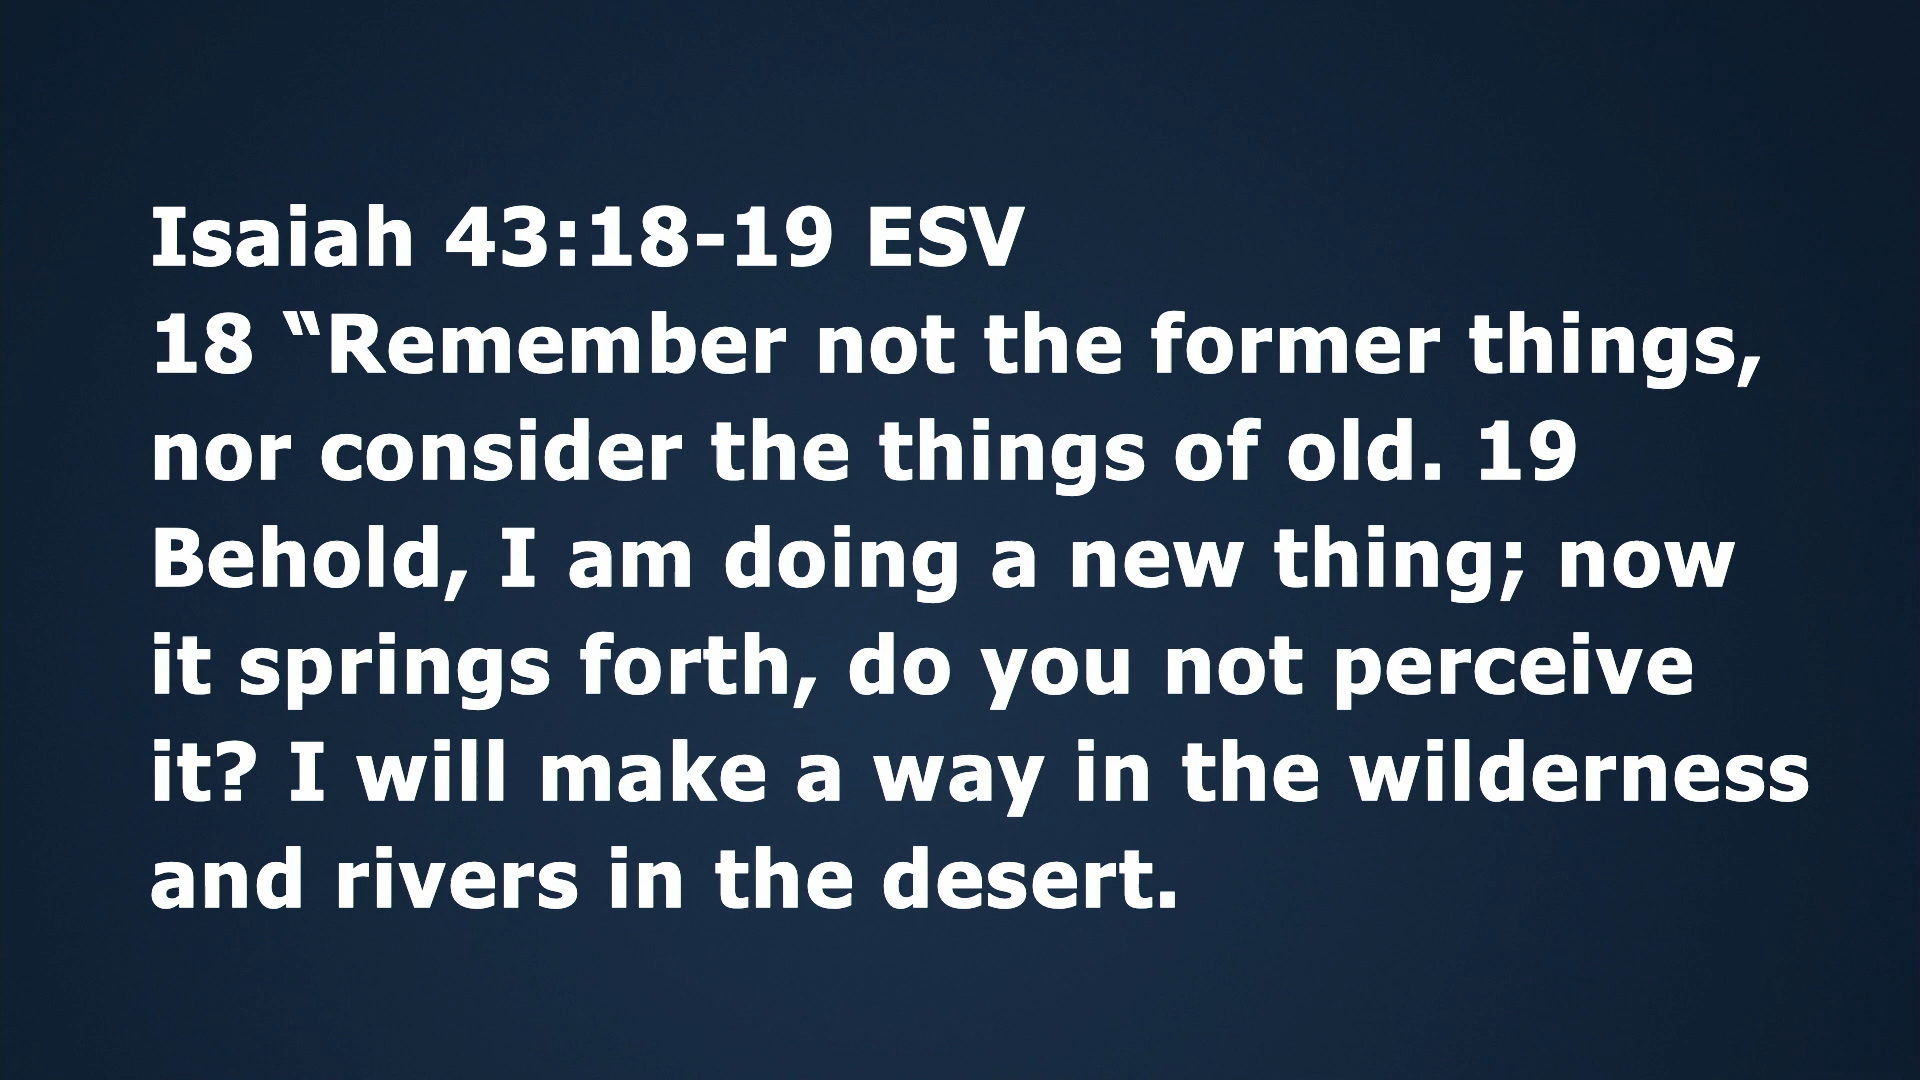 Isaiah 43:18-19 ESV
18 “Remember not the former things,
nor consider the things of old. 19
Behold, I am doing a new thing; now
it springs forth, do you not perceive
it? I will make a way in the wilderness
and rivers in the desert.